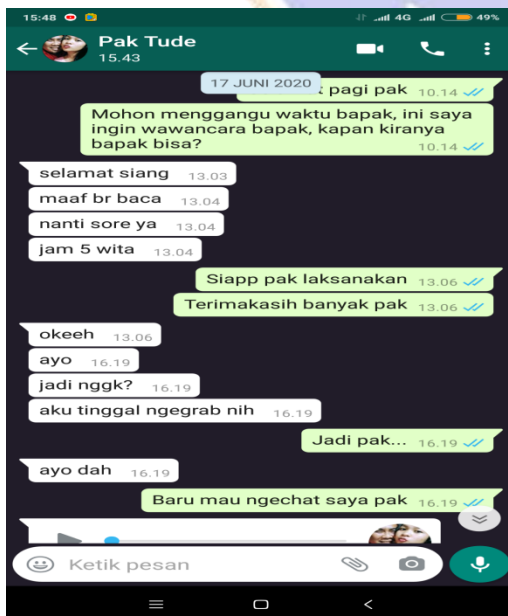 15:48 4G 49%
Pak Tude
15.43
17 JUNI 2020
pagi pak 10.14
Mohon menggangu waktu bapak, ini saya
ingin wawancara bapak, kapan kiranya
bapak bisa?
10.14
selamat siang 13.03
maaf br baca 13.04
nanti sore ya 13.04
jam 5 wita 13.04
Siapp pak laksanakan 13.06
Terimakasih banyak pak 13.06
okeeh 13.06
ayo 16.19
jadi nggk? 16.19
aku tinggal ngegrab nih 16.19
Jadi pak... 16.19
ayo dah 16.19
Baru mau ngechat saya pak 16.19
Ketik pesan